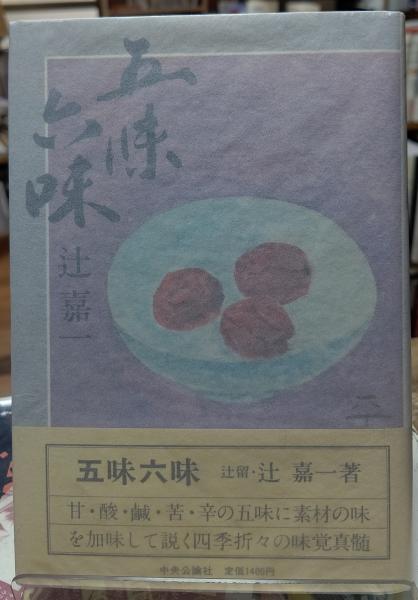 五味
六味
辻嘉一
五味六味 辻留・辻嘉一著
甘・酸・鹹・苦・辛の五味に素材の味
を加味して説く四季折々の味覚真髄
中央公論社 定価1400円